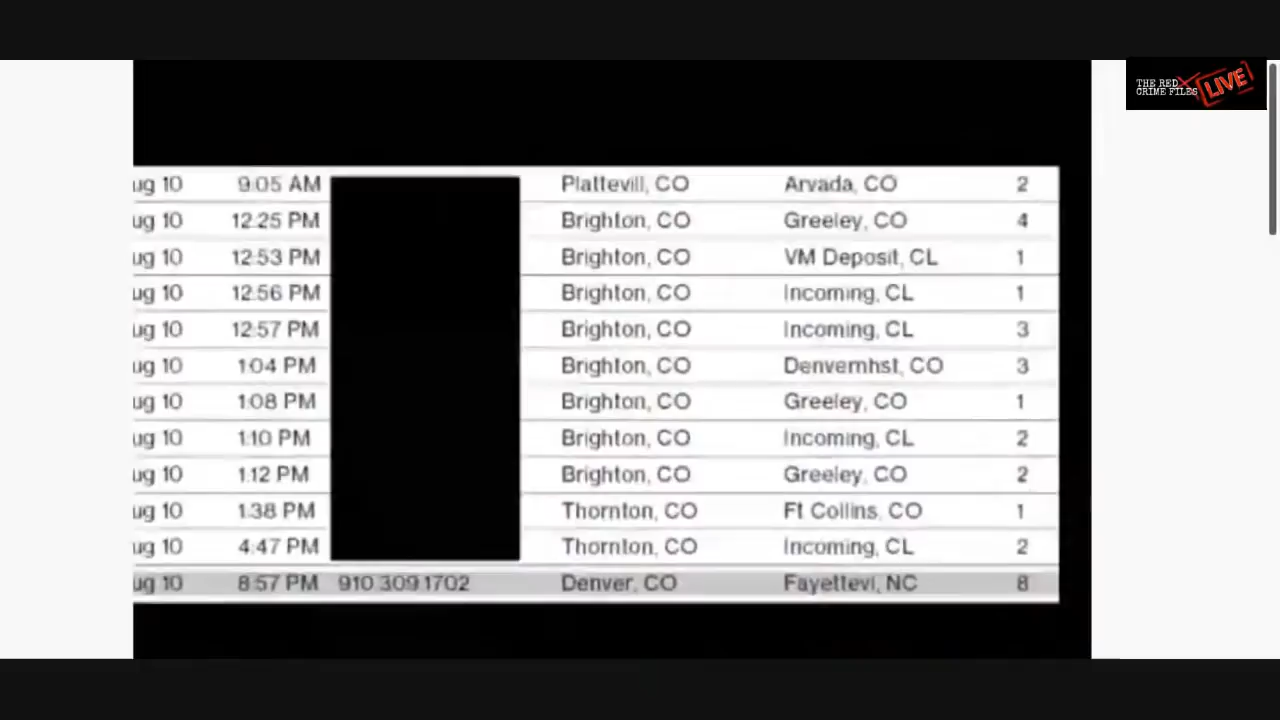 THE RED
CRIME FILES
LIVE
ug 10 9:05 AM Plattevill, CO Arvada, CO 2
ug 10 12:25 PM Brighton, CO Greeley, CO 4
ug 10 12:53 PM Brighton, CO VM Deposit, CL 1
ug 10 12:56 PM Brighton, CO Incoming, CL 1
ug 10 12:57 PM Brighton, CO Incoming, CL 3
ug 10 1:04 PM Brighton, CO Denvernhst, CO 3
ug 10 1:08 PM Brighton, CO Greeley, CO 1
ug 10 1:10 PM Brighton, CO Incoming, CL 2
ug 10 1:12 PM Brighton, CO Greeley, CO 2
ug 10 1:38 PM Thornton, CO Ft Collins, CO 1
ug 10 4:47 PM Thornton, CO Incoming, CL 2
ug 10 8:57 PM 910.309.1702 Denver, CO Fayettevi, NC 8